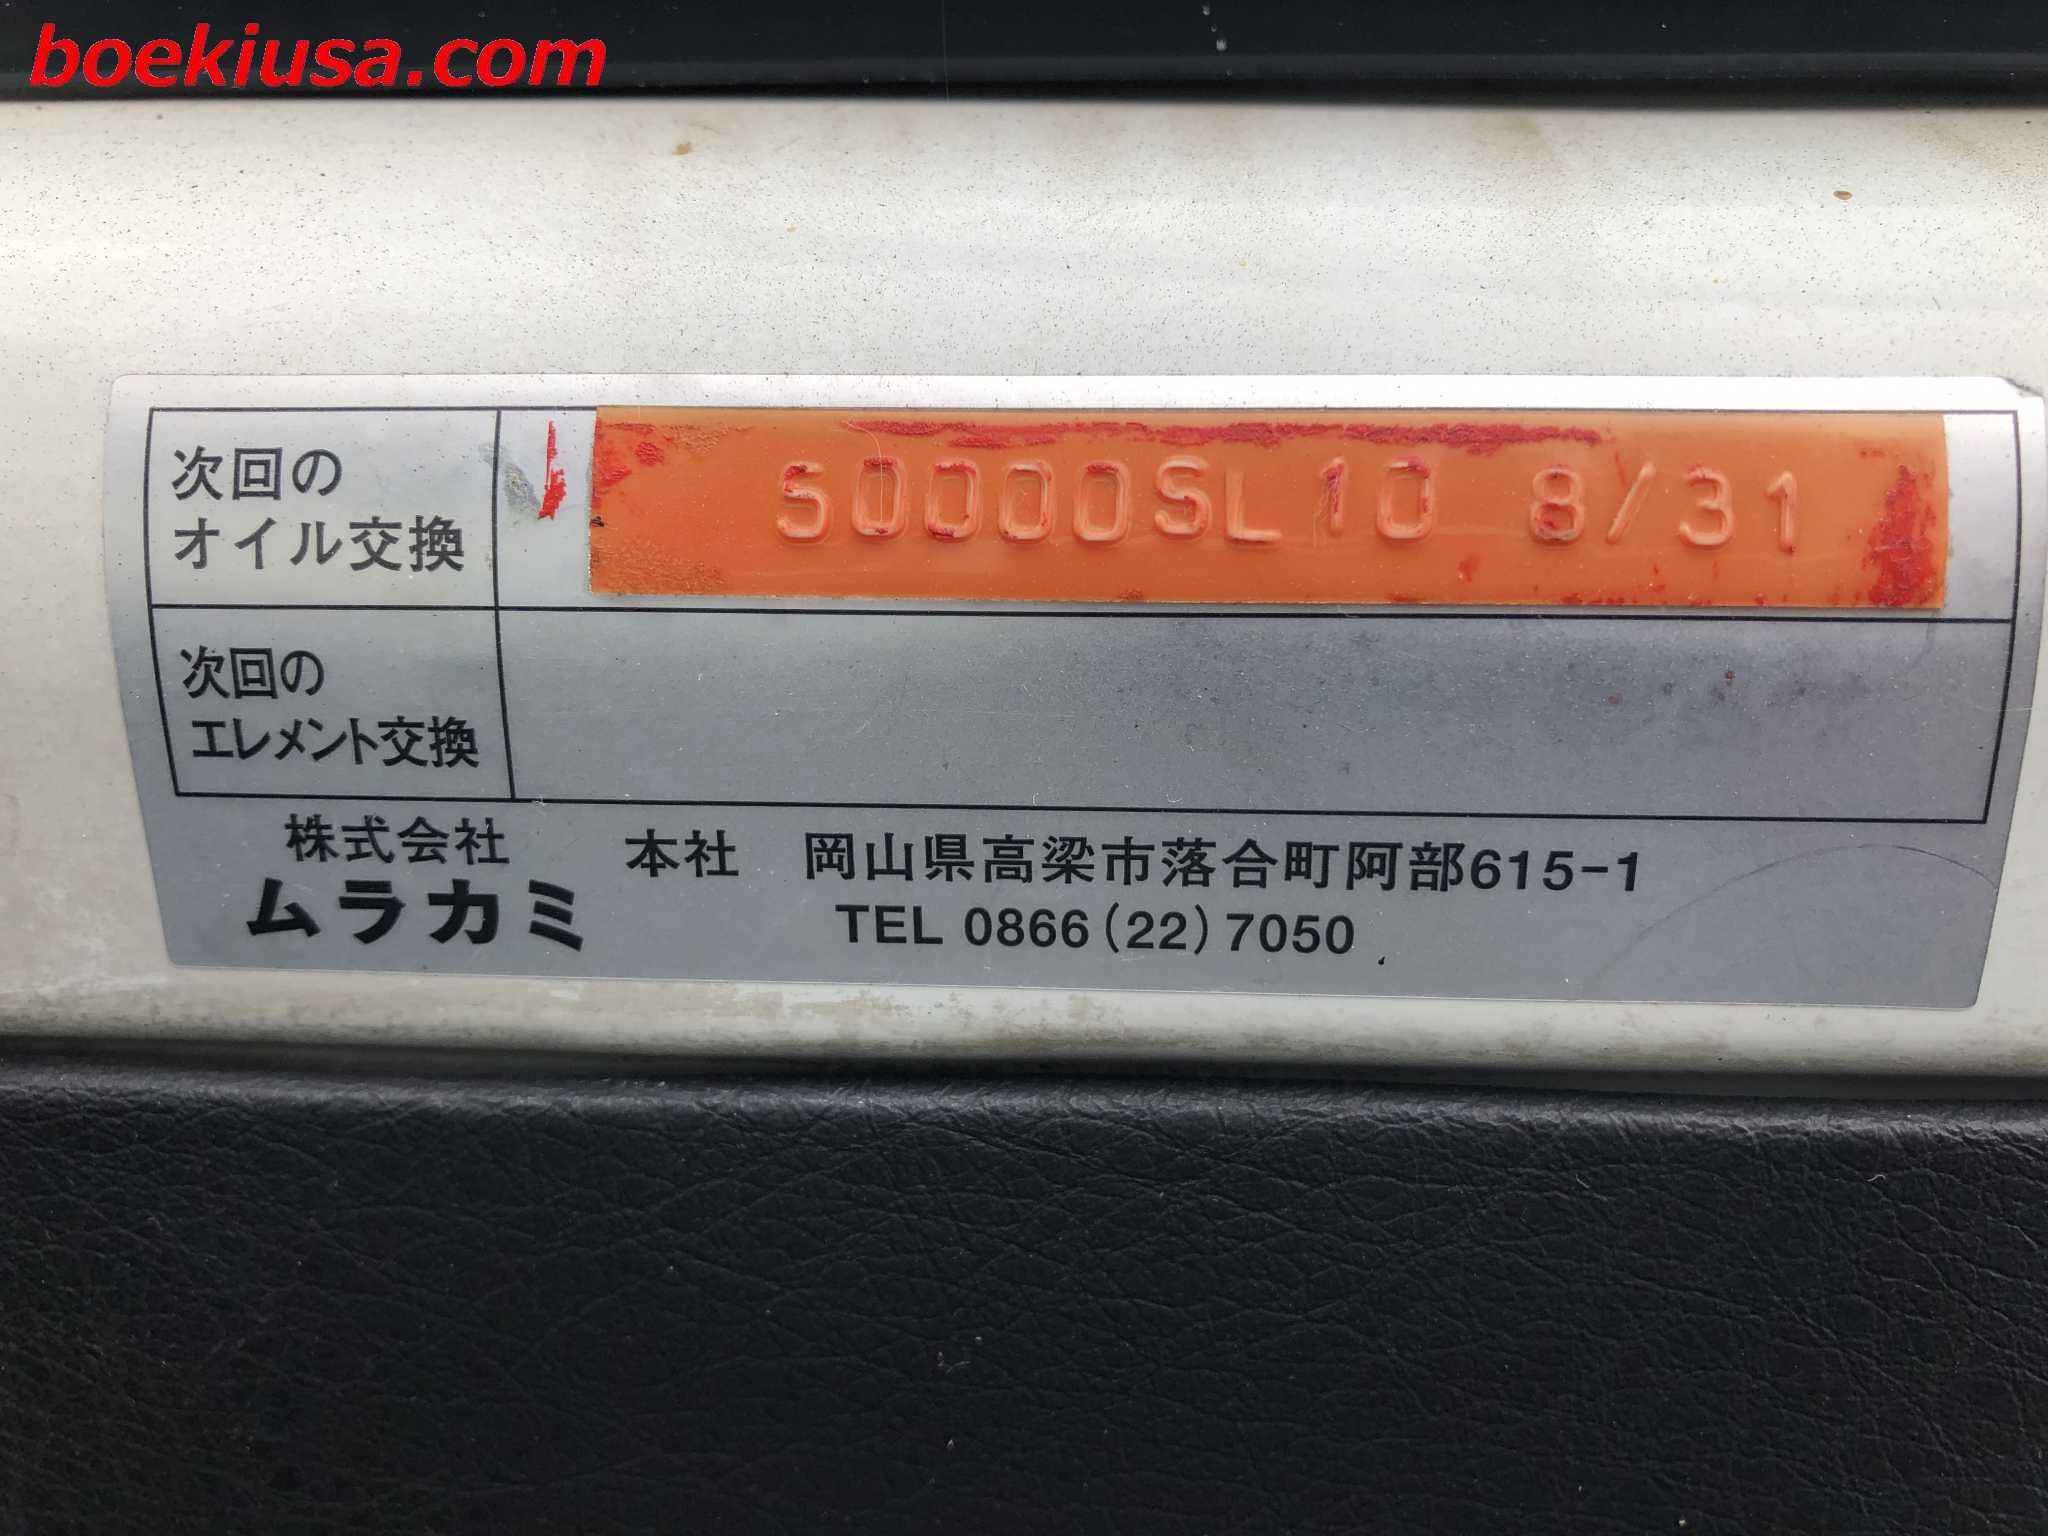 boekiusa.com
次回の
オイル交換
50000SL 10 8/31
次回の
エレメント交換
株式会社
ムラカミ
本社 岡山県高梁市落合町阿部615-1
TEL 0866(22)7050